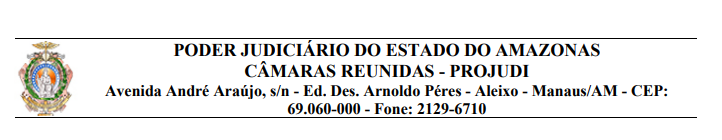 PODER JUDICIÁRIO DO ESTADO DO AMAZONAS
CÂMARAS REUNIDAS - PROJUDI
Avenida André Araújo, s/n - Ed. Des. Arnoldo Péres - Aleixo - Manaus/AM - CEP:
69.060-000 - Fone: 2129-6710